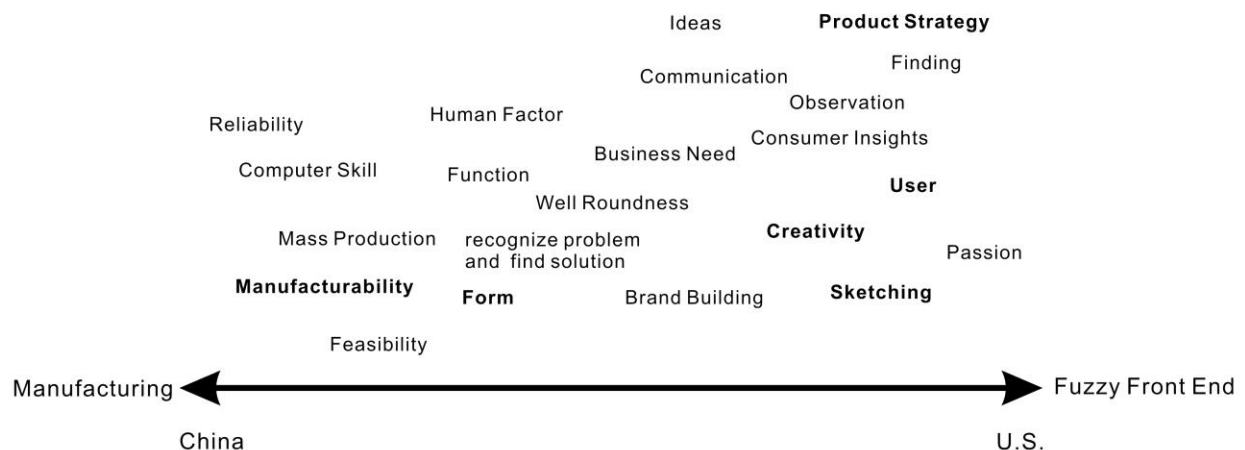 Ideas
Product Strategy
Finding
Communication
Observation
Human Factor
Reliability
Consumer Insights
Business Need
Computer Skill
Function
User
Well Roundness
Creativity
Mass Production
recognize problem
and find solution
Passion
Manufacturability
Form
Brand Building
Sketching
Feasibility
Manufacturing
Fuzzy Front End
China
U.S.